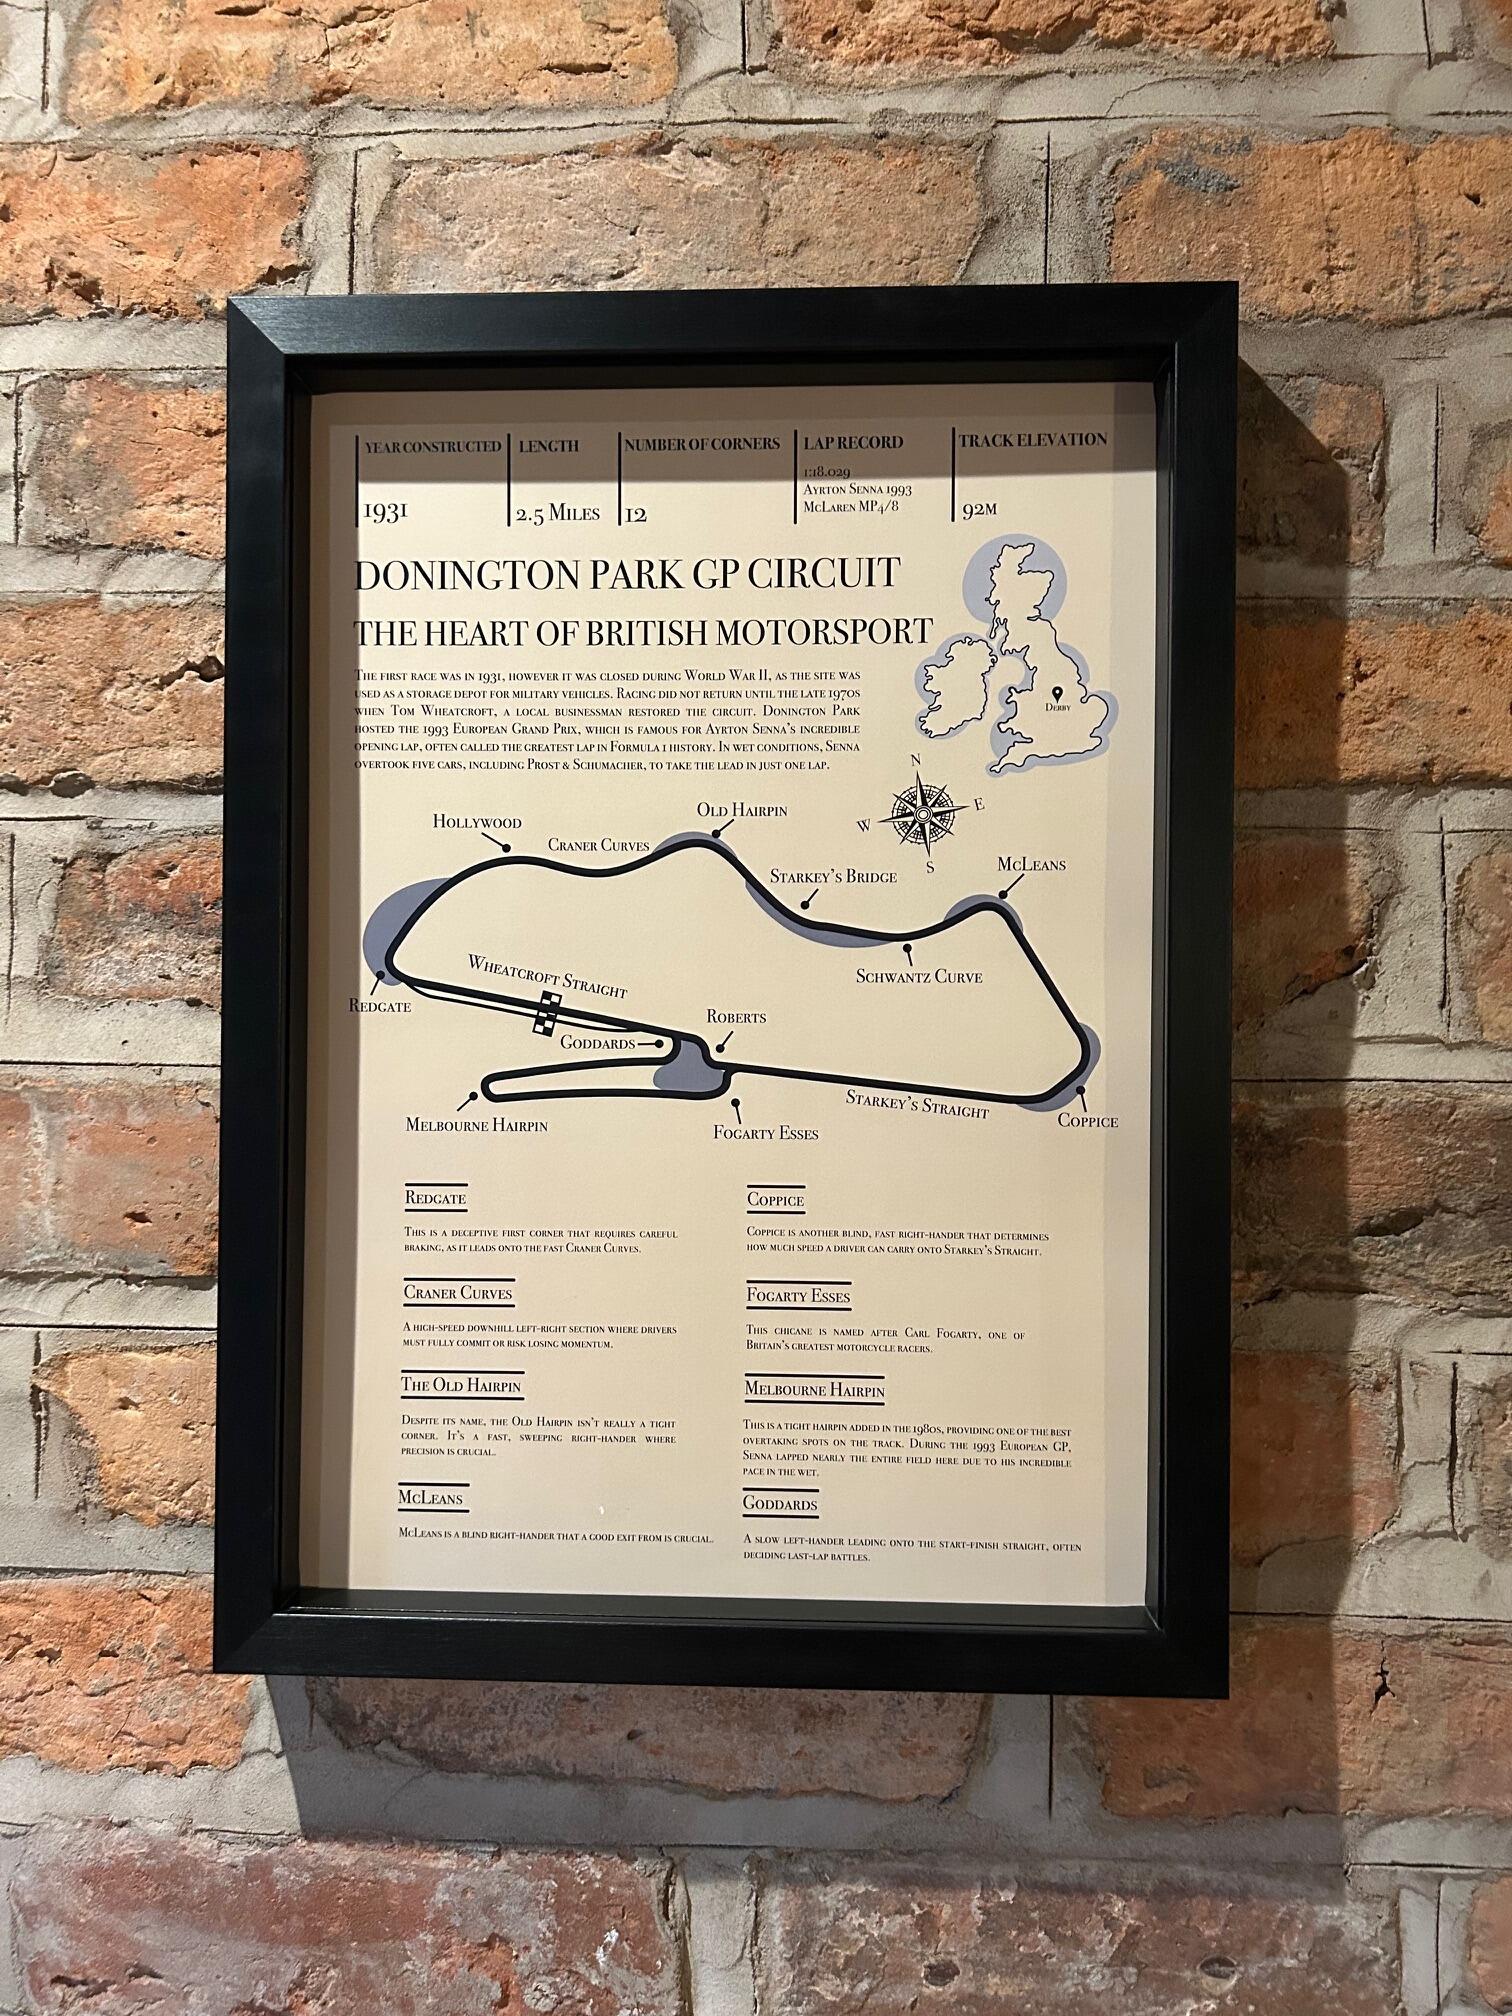 YEAR CONSTRUCTED
1931
LENGTH
2.5 MILES
NUMBER OF CORNERS
12
LAP RECORD
1:18.029
AYRTON SENNA 1993
MCLAREN MP4/8
TRACK ELEVATION
92M
DONINGTON PARK GP CIRCUIT
THE HEART OF BRITISH MOTORSPORT
THE FIRST RACE WAS IN 1931, HOWEVER IT WAS CLOSED DURING WORLD WAR II, AS THE SITE WAS
USED AS A STORAGE DEPOT FOR MILITARY VEHICLES. RACING DID NOT RETURN UNTIL THE LATE 1970S
WHEN TOM WHEATCROFT, A LOCAL BUSINESSMAN RESTORED THE CIRCUIT. DONINGTON PARK
HOSTED THE 1993 EUROPEAN GRAND PRIX, WHICH IS FAMOUS FOR AYRTON SENNA'S INCREDIBLE
OPENING LAP, OFTEN CALLED THE GREATEST LAP IN FORMULA 1 HISTORY. IN WET CONDITIONS, SENNA
OVERTOOK FIVE CARS, INCLUDING PROST & SCHUMACHER, TO TAKE THE LEAD IN JUST ONE LAP.
DERBY
N
E
W
S
OLD HAIRPIN
HOLLYWOOD
CRANER CURVES
STARKEY'S BRIDGE
MCLEANS
SCHWANTZ CURVE
WHEATCROFT STRAIGHT
REDGATE
ROBERTS
GODDARDS
STARKEY'S STRAIGHT
COPPICE
MELBOURNE HAIRPIN
FOGARTY ESSES
REDGATE
THIS IS A DECEPTIVE FIRST CORNER THAT REQUIRES CAREFUL
BRAKING, AS IT LEADS ONTO THE FAST CRANER CURVES.
CRANER CURVES
A HIGH-SPEED DOWNHILL LEFT-RIGHT SECTION WHERE DRIVERS
MUST FULLY COMMIT OR RISK LOSING MOMENTUM.
THE OLD HAIRPIN
DESPITE ITS NAME, THE OLD HAIRPIN ISN'T REALLY A TIGHT
CORNER. IT'S A FAST, SWEEPING RIGHT-HANDER WHERE
PRECISION IS CRUCIAL.
MCLEANS
MCLEANS IS A BLIND RIGHT-HANDER THAT A GOOD EXIT FROM IS CRUCIAL.
COPPICE
COPPICE IS ANOTHER BLIND, FAST RIGHT-HANDER THAT DETERMINES
HOW MUCH SPEED A DRIVER CAN CARRY ONTO STARKEY'S STRAIGHT.
FOGARTY ESSES
THIS CHICANE IS NAMED AFTER CARL FOGARTY, ONE OF
BRITAIN'S GREATEST MOTORCYCLE RACERS.
MELBOURNE HAIRPIN
THIS IS A TIGHT HAIRPIN ADDED IN THE 1980S, PROVIDING ONE OF THE BEST
OVERTAKING SPOTS ON THE TRACK. DURING THE 1993 EUROPEAN GP,
SENNA LAPPED NEARLY THE ENTIRE FIELD HERE DUE TO HIS INCREDIBLE
PACE IN THE WET.
GODDARDS
A SLOW LEFT-HANDER LEADING ONTO THE START-FINISH STRAIGHT, OFTEN
DECIDING LAST-LAP BATTLES.